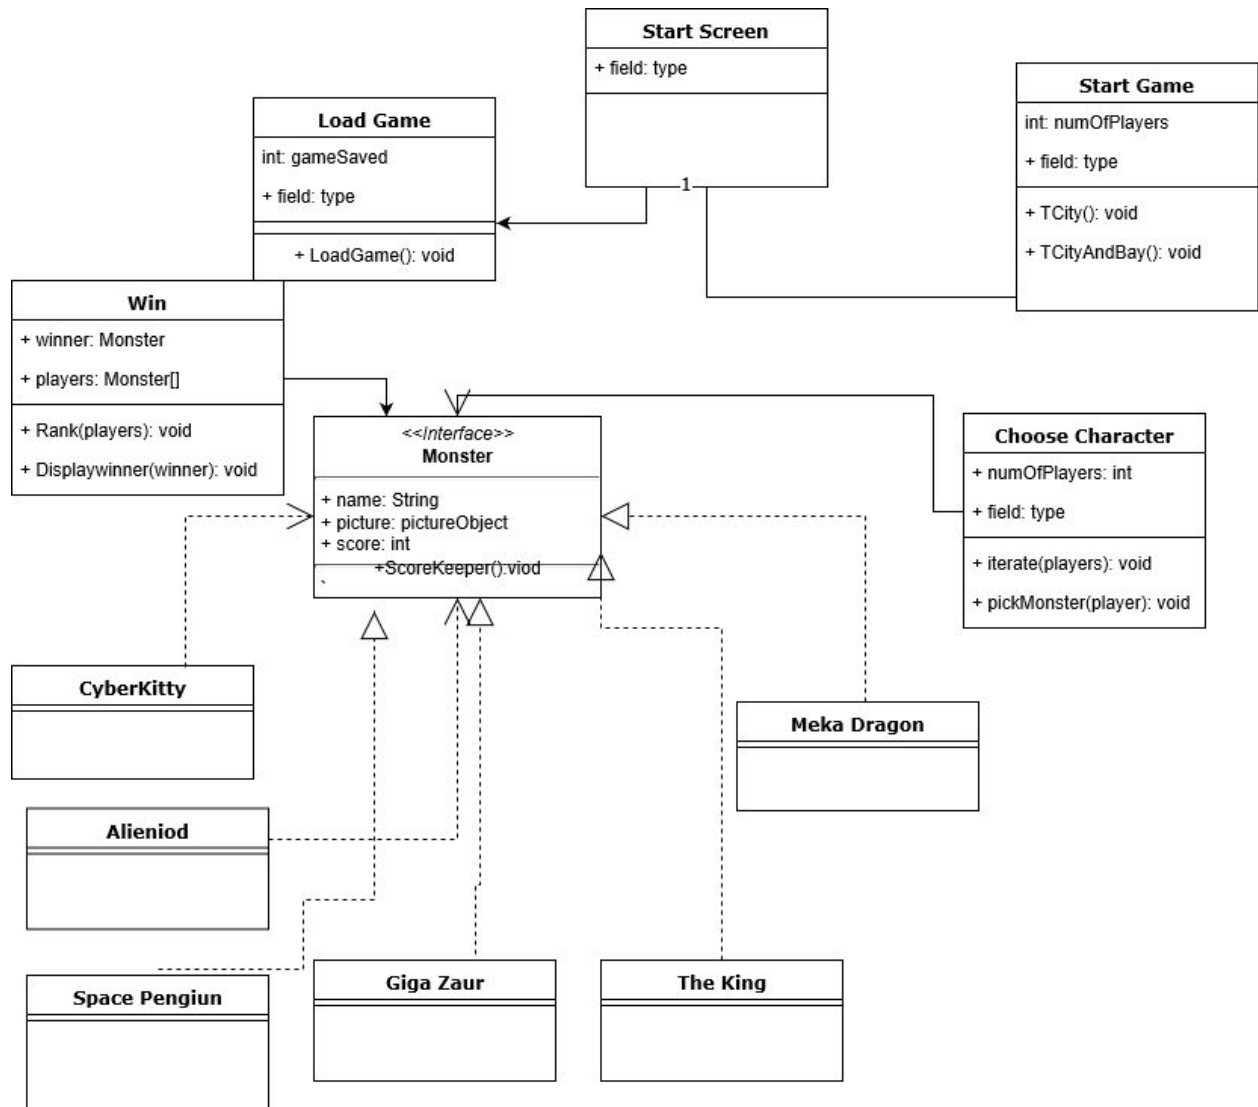 Start Screen
+ field: type
1
Start Game
int: numOfPlayers
+ field: type
+ TCity(): void
+ TCityAndBay(): void
Load Game
int: gameSaved
+ field: type
+ LoadGame(): void
Win
+ winner: Monster
+ players: Monster[]
+ Rank(players): void
+ Displaywinner(winner): void
<<Interface>>
Monster
+ name: String
+ picture: pictureObject
+ score: int
+ScoreKeeper():viod
`
Choose Character
+ numOfPlayers: int
+ field: type
+ iterate(players): void
+ pickMonster(player): void
CyberKitty
Meka Dragon
Alieniod
Space Pengiun
Giga Zaur
The King